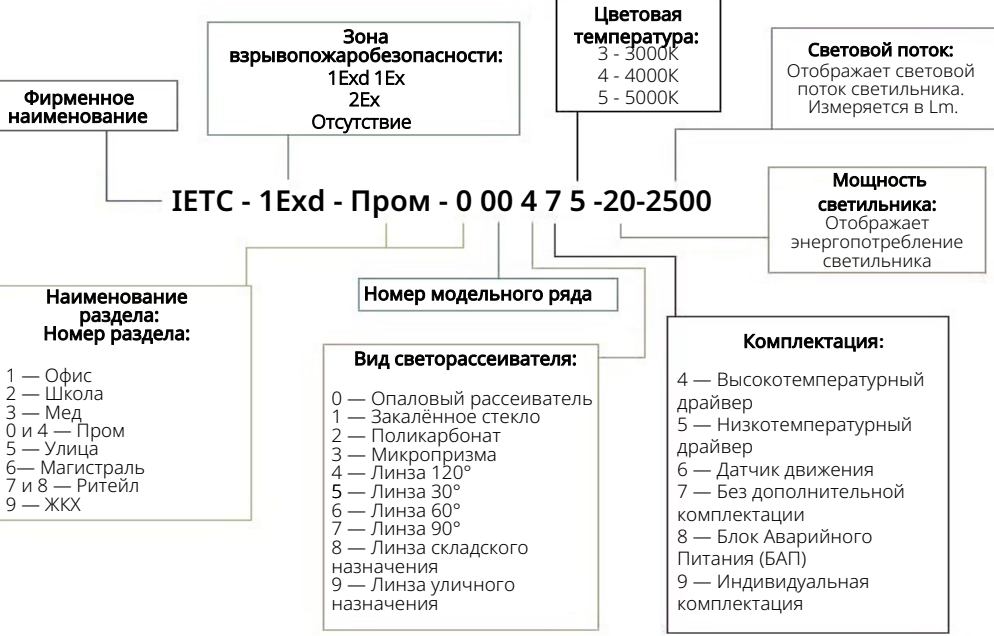 Цветовая
температура:
3 - 3000К
4 - 4000К
5 - 5000К
Зона
взрывопожаробезопасности:
1Exd 1Ex
2Ex
Отсутствие
Световой поток:
Отображает световой
поток светильника.
Измеряется в Lm.
Фирменное
наименование
IETC - 1Exd - Пром - 0 00 4 7 5 -20-2500
Мощность
светильника:
Отображает
энергопотребление
светильника
Номер модельного ряда
Наименование
раздела:
Номер раздела:
1 — Офис
2 — Школа
3 — Мед
0 и 4 — Пром
5 — Улица
6— Магистраль
7 и 8 — Ритейл
9 — ЖКХ
Вид светорассеивателя:
0 — Опаловый рассеиватель
1 — Закалённое стекло
2 — Поликарбонат
3 — Микропризма
4 — Линза 120°
5 — Линза 30°
6 — Линза 60°
7 — Линза 90°
8 — Линза складского
назначения
9 — Линза уличного
назначения
Комплектация:
4 — Высокотемпературный
драйвер
5 — Низкотемпературный
драйвер
6 — Датчик движения
7 — Без дополнительной
комплектации
8 — Блок Аварийного
Питания (БАП)
9 — Индивидуальная
комплектация